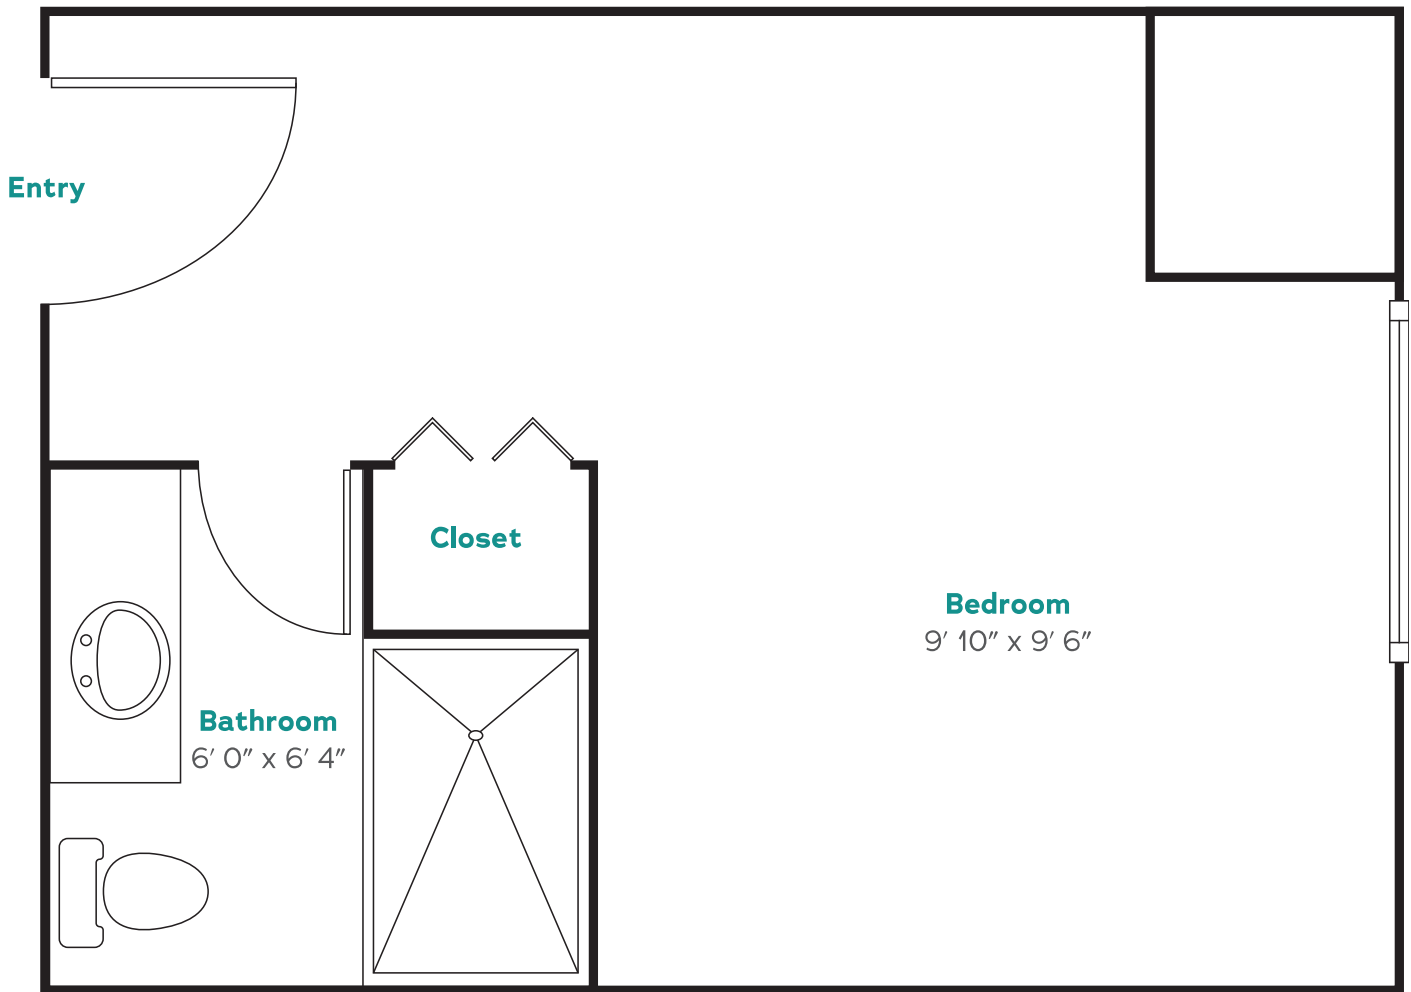 Entry
Closet
Bedroom
9′ 10″ x 9′ 6″
Bathroom
6′ 0″ x 6′ 4″